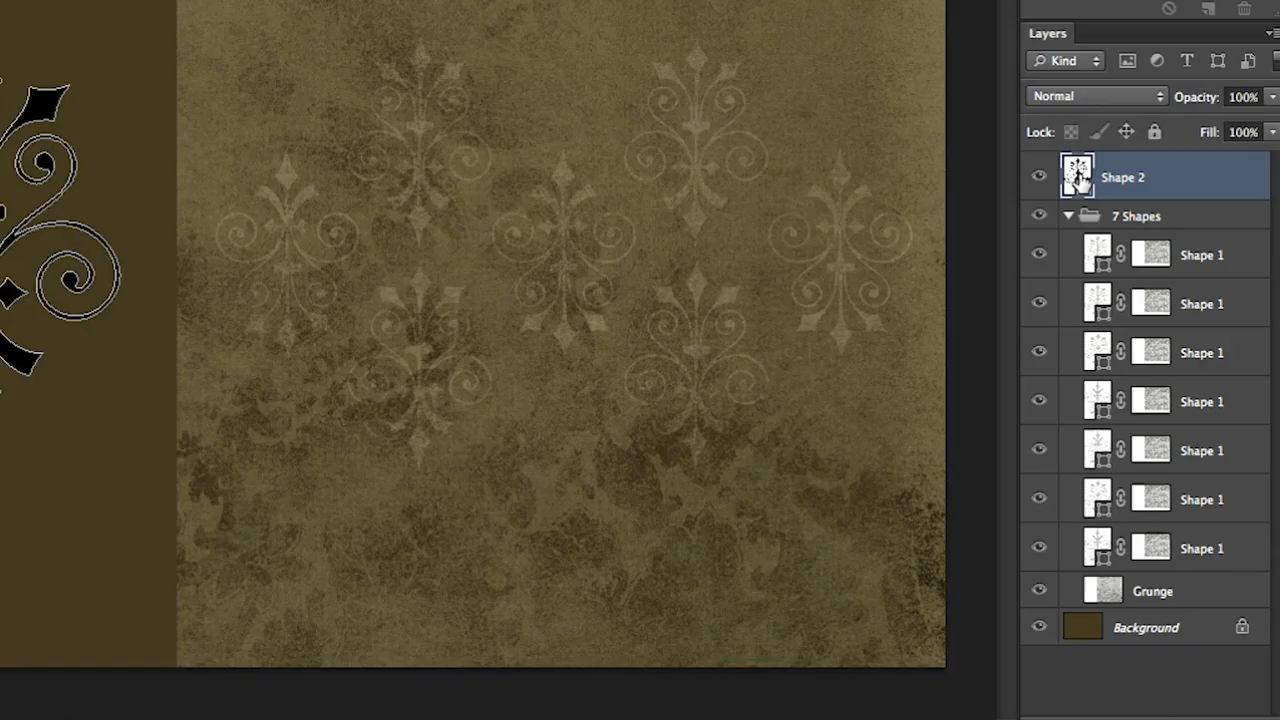 Layers
Kind
Normal Opacity: 100%
Lock: Fill: 100%
Shape 2
7 Shapes
Shape 1
Shape 1
Shape 1
Shape 1
Shape 1
Shape 1
Shape 1
Grunge
Background